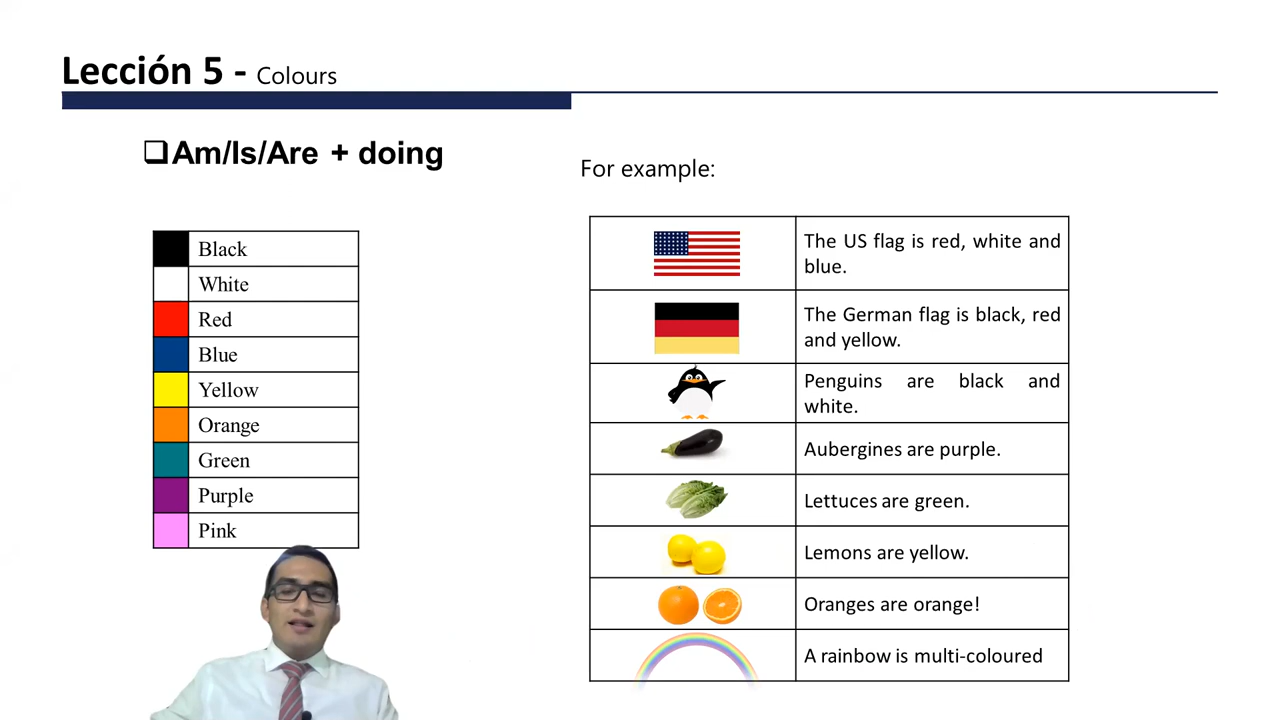 Lección 5 - Colours
❑Am/Is/Are + doing
Black
White
Red
Blue
Yellow
Orange
Green
Purple
Pink
For example:
The US flag is red, white and
blue.
The German flag is black, red
and yellow.
Penguins are black and
white.
Aubergines are purple.
Lettuces are green.
Lemons are yellow.
Oranges are orange!
A rainbow is multi-coloured